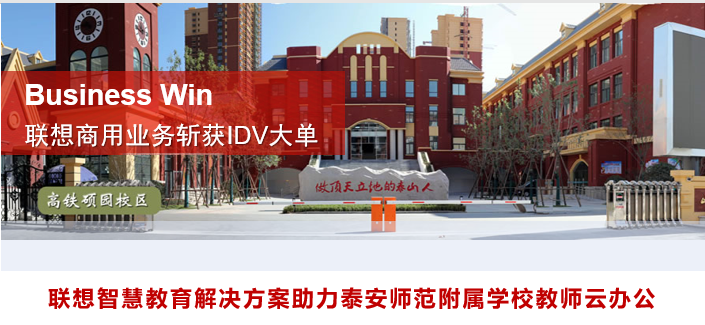 Business Win
联想商用业务斩获IDV大单
做顶天立地的泰山人
高铁硕园校区
联想智慧教育解决方案助力泰安师范附属学校教师云办公